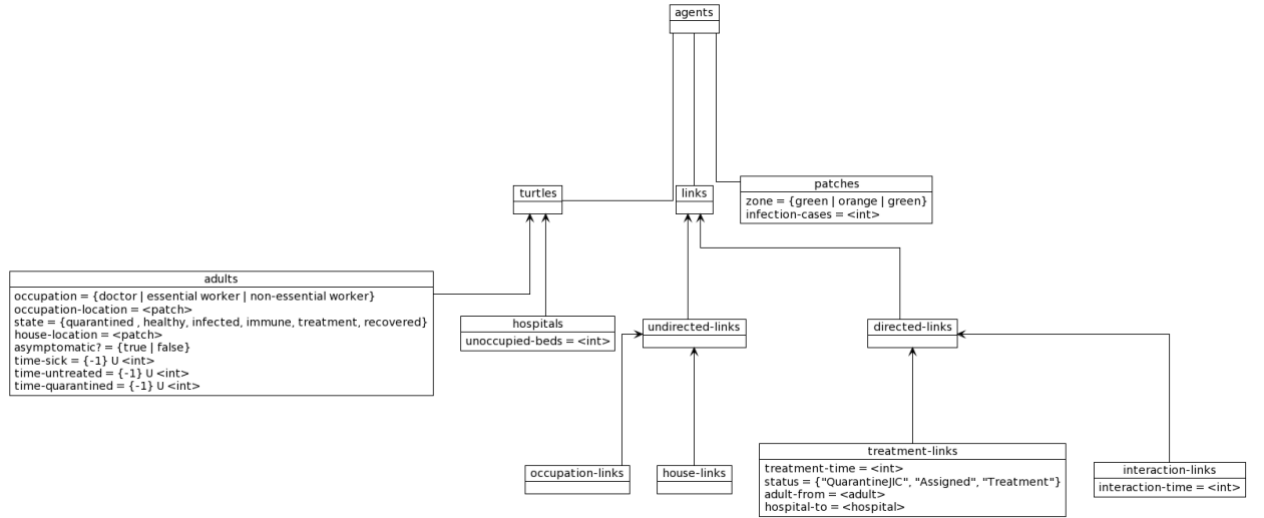 agents
turtles
links
patches
zone = {green | orange | green}
infection-cases = <int>
adults
occupation = {doctor | essential worker | non-essential worker}
occupation-location = <patch>
state = {quarantined , healthy, infected, immune, treatment, recovered}
house-location = <patch>
asymptomatic? = {true | false}
time-sick = {-1} U <int>
time-untreated = {-1} U <int>
time-quarantined = {-1} U <int>
hospitals
unoccupied-beds = <int>
undirected-links
directed-links
occupation-links
house-links
treatment-links
treatment-time = <int>
status = {"QuarantineJIC", "Assigned", "Treatment"}
adult-from = <adult>
hospital-to = <hospital>
interaction-links
interaction-time = <int>